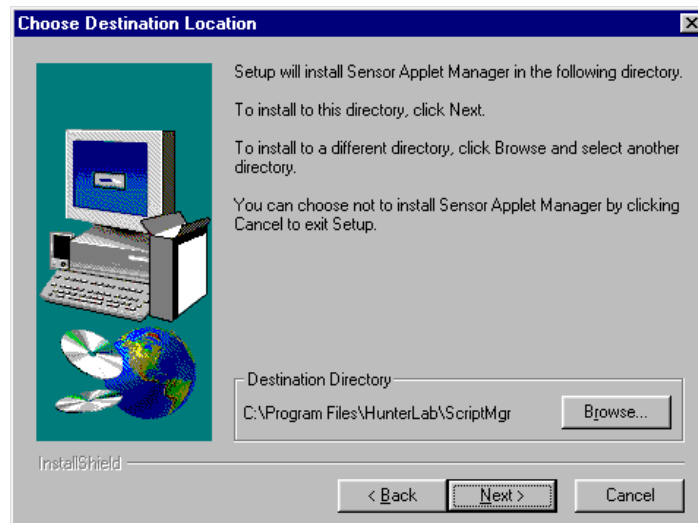 Choose Destination Location
Setup will install Sensor Applet Manager in the following directory.
To install to this directory, click Next.
To install to a different directory, click Browse and select another
directory.
You can choose not to install Sensor Applet Manager by clicking
Cancel to exit Setup.
Destination Directory
C:\Program Files\HunterLab\ScriptMgr
Browse...
InstallShield
< Back
Next >
Cancel